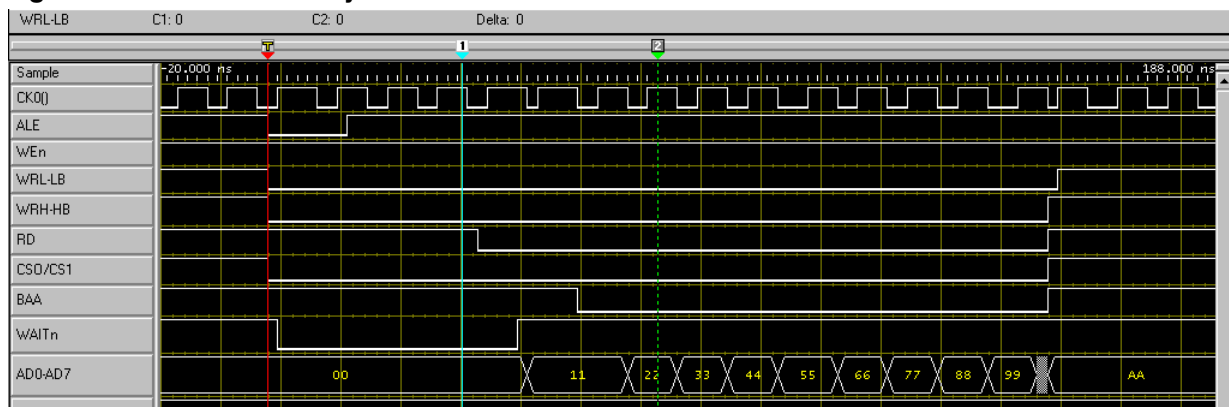 WRL-LB C1: 0 C2: 0 Delta: 0
T 1 2
Sample -20.000 ns 188.000 ns
CK0()
ALE
WEn
WRL-LB
WRH-HB
RD
CS0/CS1
BAA
WAITn
AD0-AD7 00 11 22 33 44 55 66 77 88 99 AA